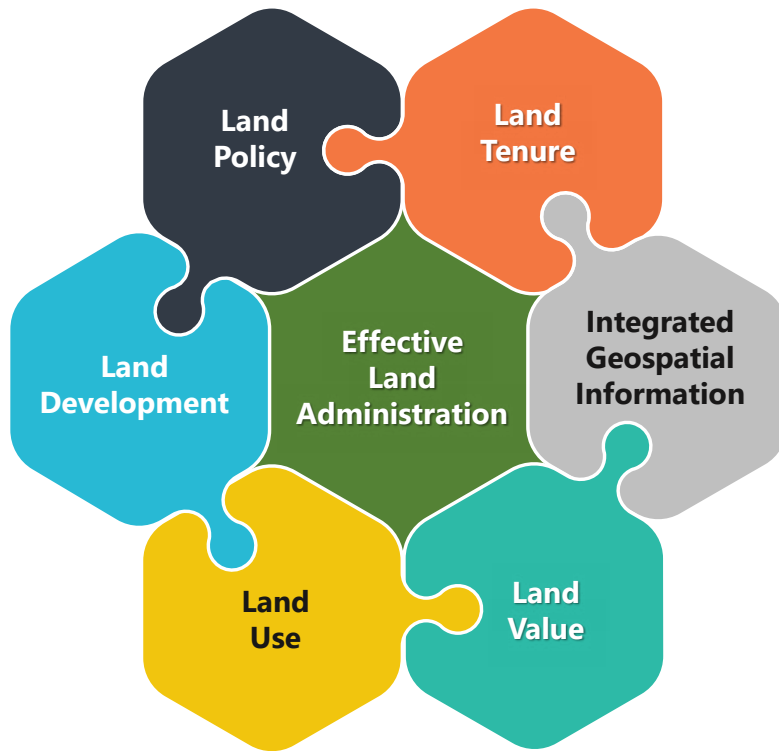 Land
Policy
Land
Tenure
Integrated
Geospatial
Information
Effective
Land
Administration
Land
Development
Land
Use
Land
Value